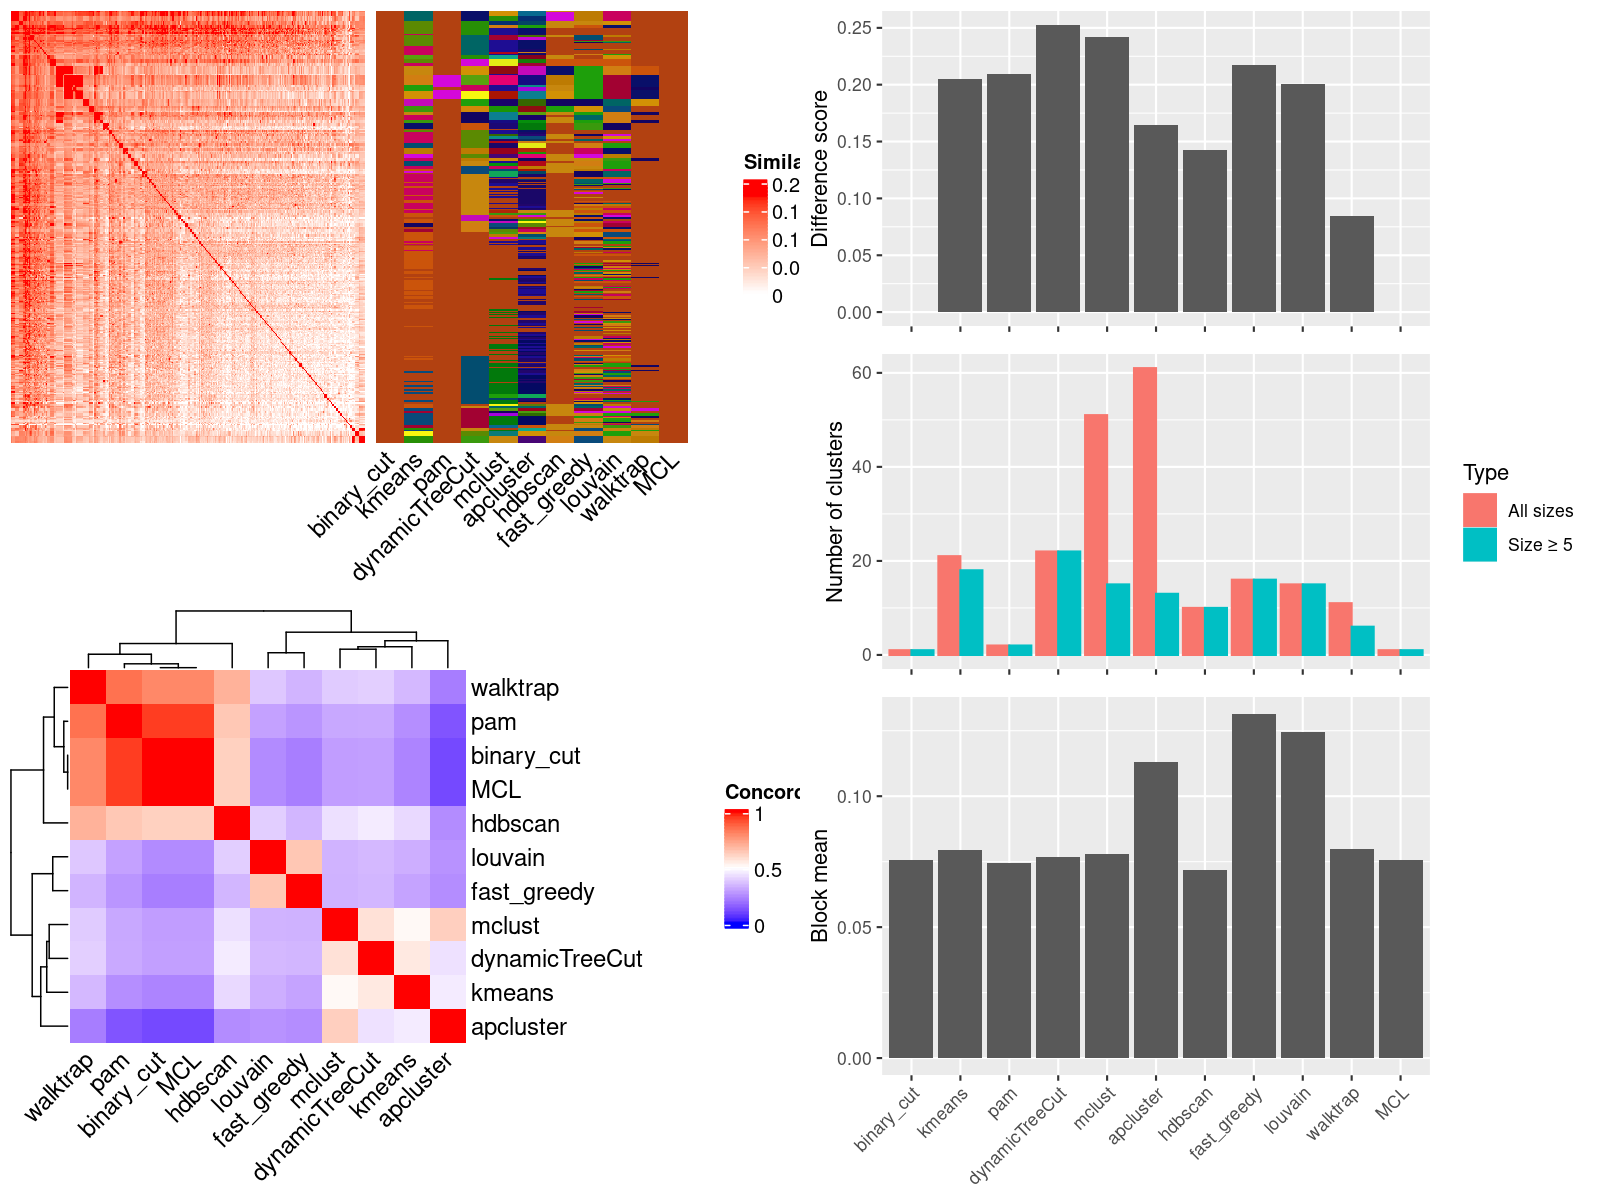 Simila
0.2
0.1
0.1
0.0
0
binary_cut
kmeans
pam
dynamicTreeCut
mclust
apcluster
hdbscan
fast_greedy
louvain
walktrap
MCL
walktrap
pam
binary_cut
MCL
hdbscan
louvain
fast_greedy
mclust
dynamicTreeCut
kmeans
apcluster
walktrap
pam
binary_cut
MCL
hdbscan
louvain
fast_greedy
mclust
dynamicTreeCut
kmeans
apcluster
Concord
1
0.5
0
Difference score
0.25
0.20
0.15
0.10
0.05
0.00
Number of clusters
60
40
20
0
Type
All sizes
Size ≥ 5
Block mean
0.10
0.05
0.00
binary_cut
kmeans
pam
dynamicTreeCut
mclust
apcluster
hdbscan
fast_greedy
louvain
walktrap
MCL